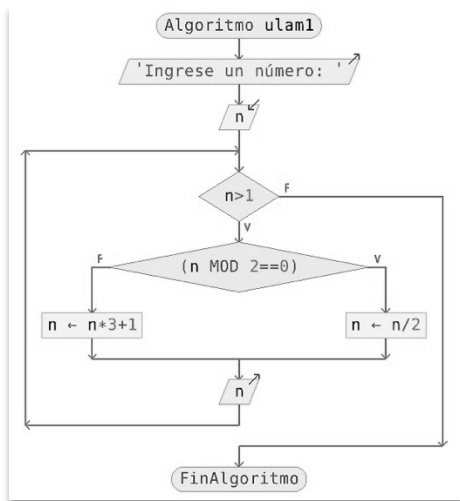 Algoritmo ulam1
'Ingrese un número: '
n
n>1
F
V
(n MOD 2==0)
F
V
n ← n*3+1
n ← n/2
n
FinAlgoritmo